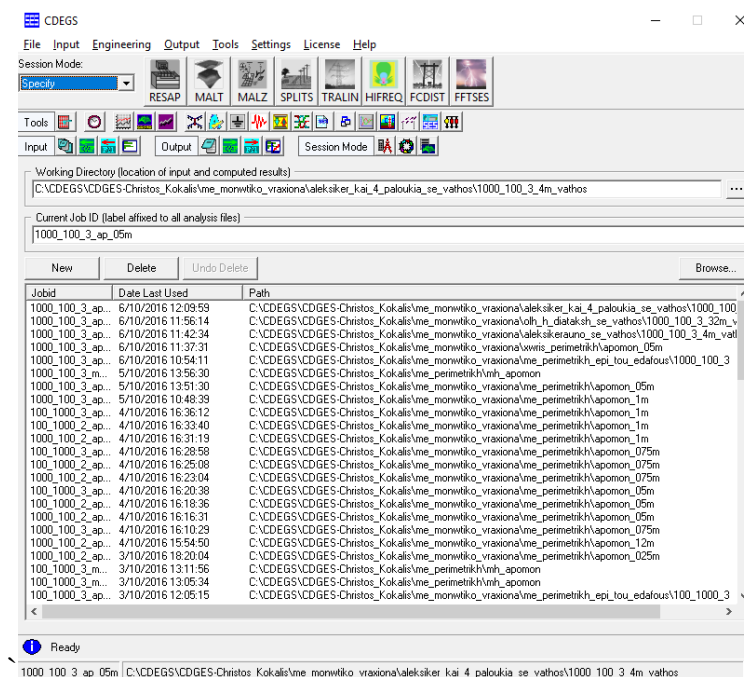 CDEGS
File Input Engineering Output Tools Settings License Help
Session Mode:
Specify
RESAP MALT MALZ SPLITS TRALIN HIFREQ FCDIST FFTSES
Tools
Input Output Session Mode
Working Directory (location of input and computed results)
C:\CDEGS\CDGES-Christos_Kokalis\me_monwtiko_vraxiona\aleksiker_kai_4_paloukia_se_vathos\1000_100_3_4m_vathos
...
Current Job ID (label affixed to all analysis files)
1000_100_3_ap_05m
New Delete Undo Delete Browse...
Jobid Date Last Used Path
1000_100_3_ap... 6/10/2016 12:09:59 C:\CDEGS\CDGES-Christos_Kokalis\me_monwtiko_vraxiona\aleksiker_kai_4_paloukia_se_vathos\1000_100_
1000_100_3_ap... 6/10/2016 11:56:14 C:\CDEGS\CDGES-Christos_Kokalis\me_monwtiko_vraxiona\olh_h_diataksh_se_vathos\1000_100_3_32m_v
1000_100_3_ap... 6/10/2016 11:42:34 C:\CDEGS\CDGES-Christos_Kokalis\me_monwtiko_vraxiona\aleksikerauno_se_vathos\1000_100_3_4m_vat
1000_100_3_ap... 6/10/2016 11:37:31 C:\CDEGS\CDGES-Christos_Kokalis\me_monwtiko_vraxiona\xwris_perimetrikh\apomon_05m
1000_100_3_ap... 6/10/2016 10:54:11 C:\CDEGS\CDGES-Christos_Kokalis\me_monwtiko_vraxiona\me_perimetrikh_epi_tou_edafous\1000_100_3
1000_100_3_m... 5/10/2016 13:56:30 C:\CDEGS\CDGES-Christos_Kokalis\me_perimetrikh\mh_apomon
1000_100_3_ap... 5/10/2016 13:51:30 C:\CDEGS\CDGES-Christos_Kokalis\me_monwtiko_vraxiona\me_perimetrikh\apomon_05m
1000_100_3_ap... 5/10/2016 10:48:39 C:\CDEGS\CDGES-Christos_Kokalis\me_monwtiko_vraxiona\me_perimetrikh\apomon_1m
100_1000_3_ap... 4/10/2016 16:36:12 C:\CDEGS\CDGES-Christos_Kokalis\me_monwtiko_vraxiona\me_perimetrikh\apomon_1m
100_1000_2_ap... 4/10/2016 16:33:40 C:\CDEGS\CDGES-Christos_Kokalis\me_monwtiko_vraxiona\me_perimetrikh\apomon_1m
1000_100_2_ap... 4/10/2016 16:31:19 C:\CDEGS\CDGES-Christos_Kokalis\me_monwtiko_vraxiona\me_perimetrikh\apomon_1m
100_1000_3_ap... 4/10/2016 16:28:58 C:\CDEGS\CDGES-Christos_Kokalis\me_monwtiko_vraxiona\me_perimetrikh\apomon_075m
100_1000_2_ap... 4/10/2016 16:25:08 C:\CDEGS\CDGES-Christos_Kokalis\me_monwtiko_vraxiona\me_perimetrikh\apomon_075m
1000_100_2_ap... 4/10/2016 16:23:04 C:\CDEGS\CDGES-Christos_Kokalis\me_monwtiko_vraxiona\me_perimetrikh\apomon_075m
100_1000_3_ap... 4/10/2016 16:20:38 C:\CDEGS\CDGES-Christos_Kokalis\me_monwtiko_vraxiona\me_perimetrikh\apomon_05m
100_1000_2_ap... 4/10/2016 16:18:36 C:\CDEGS\CDGES-Christos_Kokalis\me_monwtiko_vraxiona\me_perimetrikh\apomon_05m
1000_100_2_ap... 4/10/2016 16:16:31 C:\CDEGS\CDGES-Christos_Kokalis\me_monwtiko_vraxiona\me_perimetrikh\apomon_05m
1000_100_3_ap... 4/10/2016 16:10:29 C:\CDEGS\CDGES-Christos_Kokalis\me_monwtiko_vraxiona\me_perimetrikh\apomon_075m
1000_100_2_ap... 4/10/2016 15:54:50 C:\CDEGS\CDGES-Christos_Kokalis\me_monwtiko_vraxiona\me_perimetrikh\apomon_12m
1000_100_2_ap... 3/10/2016 18:20:04 C:\CDEGS\CDGES-Christos_Kokalis\me_monwtiko_vraxiona\me_perimetrikh\apomon_025m
100_1000_3_m... 3/10/2016 13:11:56 C:\CDEGS\CDGES-Christos_Kokalis\me_perimetrikh\mh_apomon
100_1000_3_m... 3/10/2016 13:05:34 C:\CDEGS\CDGES-Christos_Kokalis\me_perimetrikh\mh_apomon
100_1000_3_ap... 3/10/2016 12:05:15 C:\CDEGS\CDGES-Christos_Kokalis\me_monwtiko_vraxiona\me_perimetrikh_epi_tou_edafous\100_1000_3
Ready
1000_100_3_ap_05m C:\CDEGS\CDGES-Christos_Kokalis\me_monwtiko_vraxiona\aleksiker_kai_4_paloukia_se_vathos\1000_100_3_4m_vathos